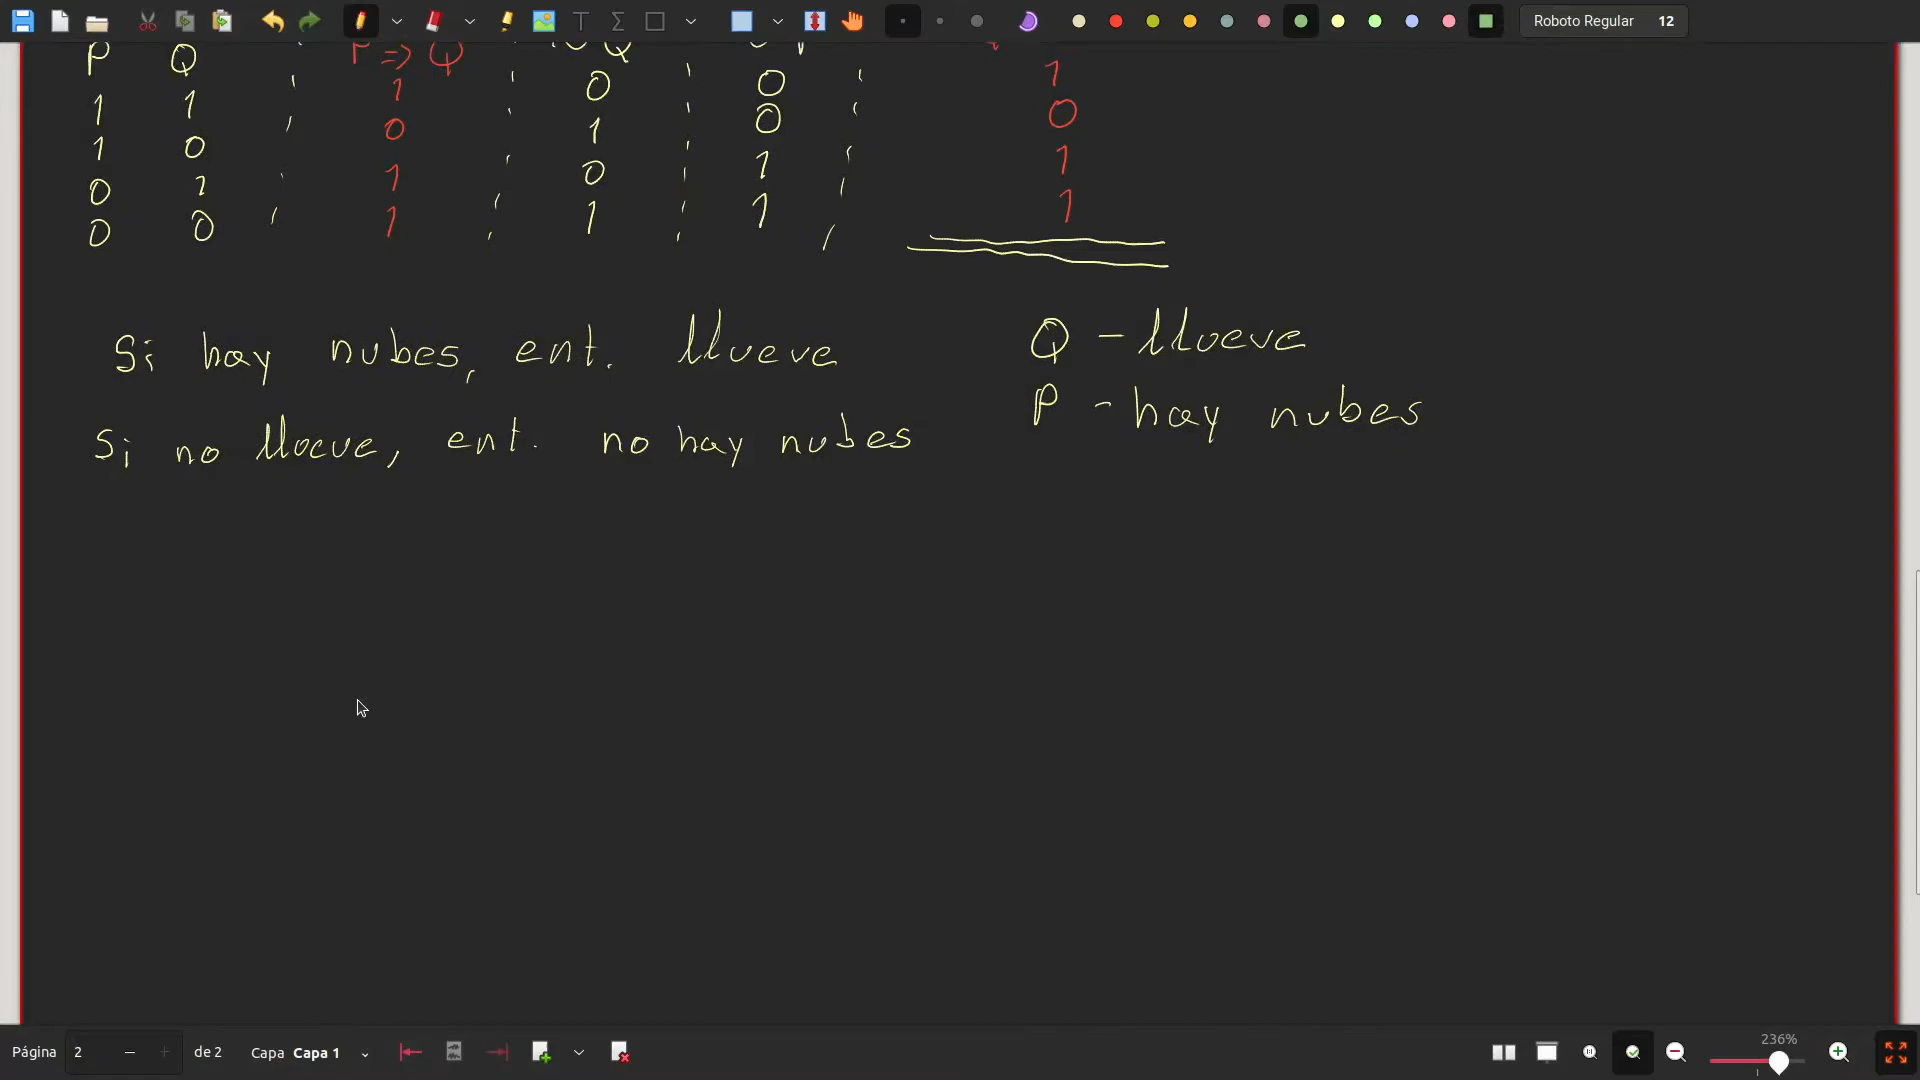 Roboto Regular 12
P Q P => Q
1 0 0 1
1 1 0 1 0 0
1 0 1 0 1 1
0 1 1 1 1 1
0 0
Si hay nubes, ent. llueve
Q - llueve
P - hay nubes
Si no llueve, ent. no hay nubes
Página 2 de 2 Capa Capa 1 236%